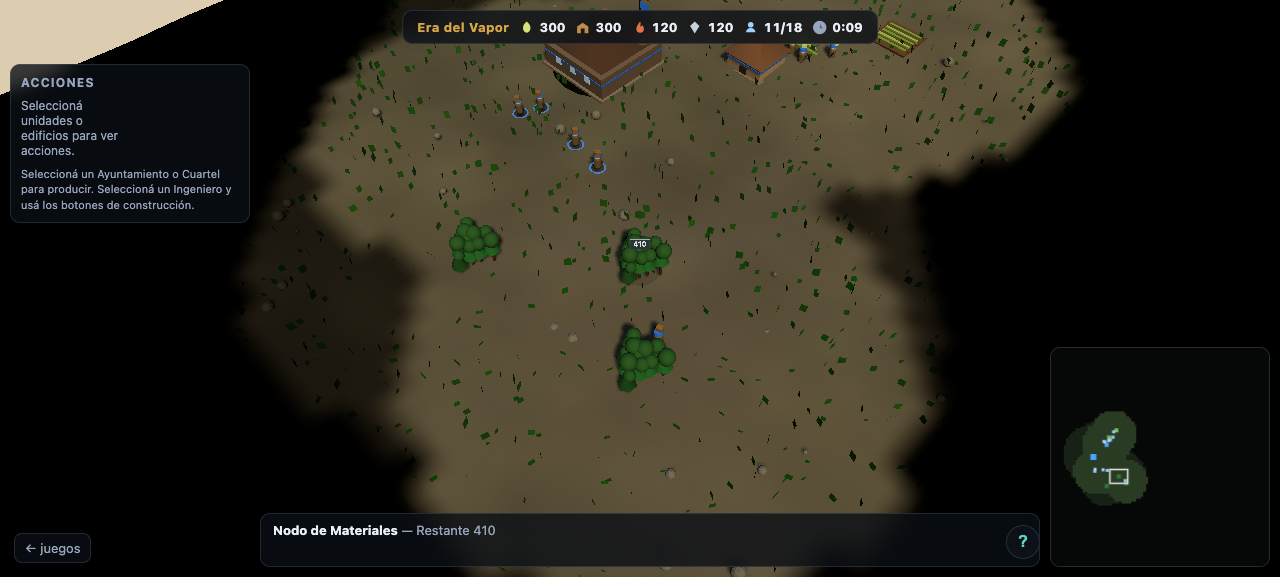 Era del Vapor 300 300 120 120 11/18 0:09
ACCIONES
Seleccioná
unidades o
edificios para ver
acciones.
Seleccioná un Ayuntamiento o Cuartel
para producir. Seleccioná un Ingeniero y
usá los botones de construcción.
410
Nodo de Materiales — Restante 410
?
← juegos